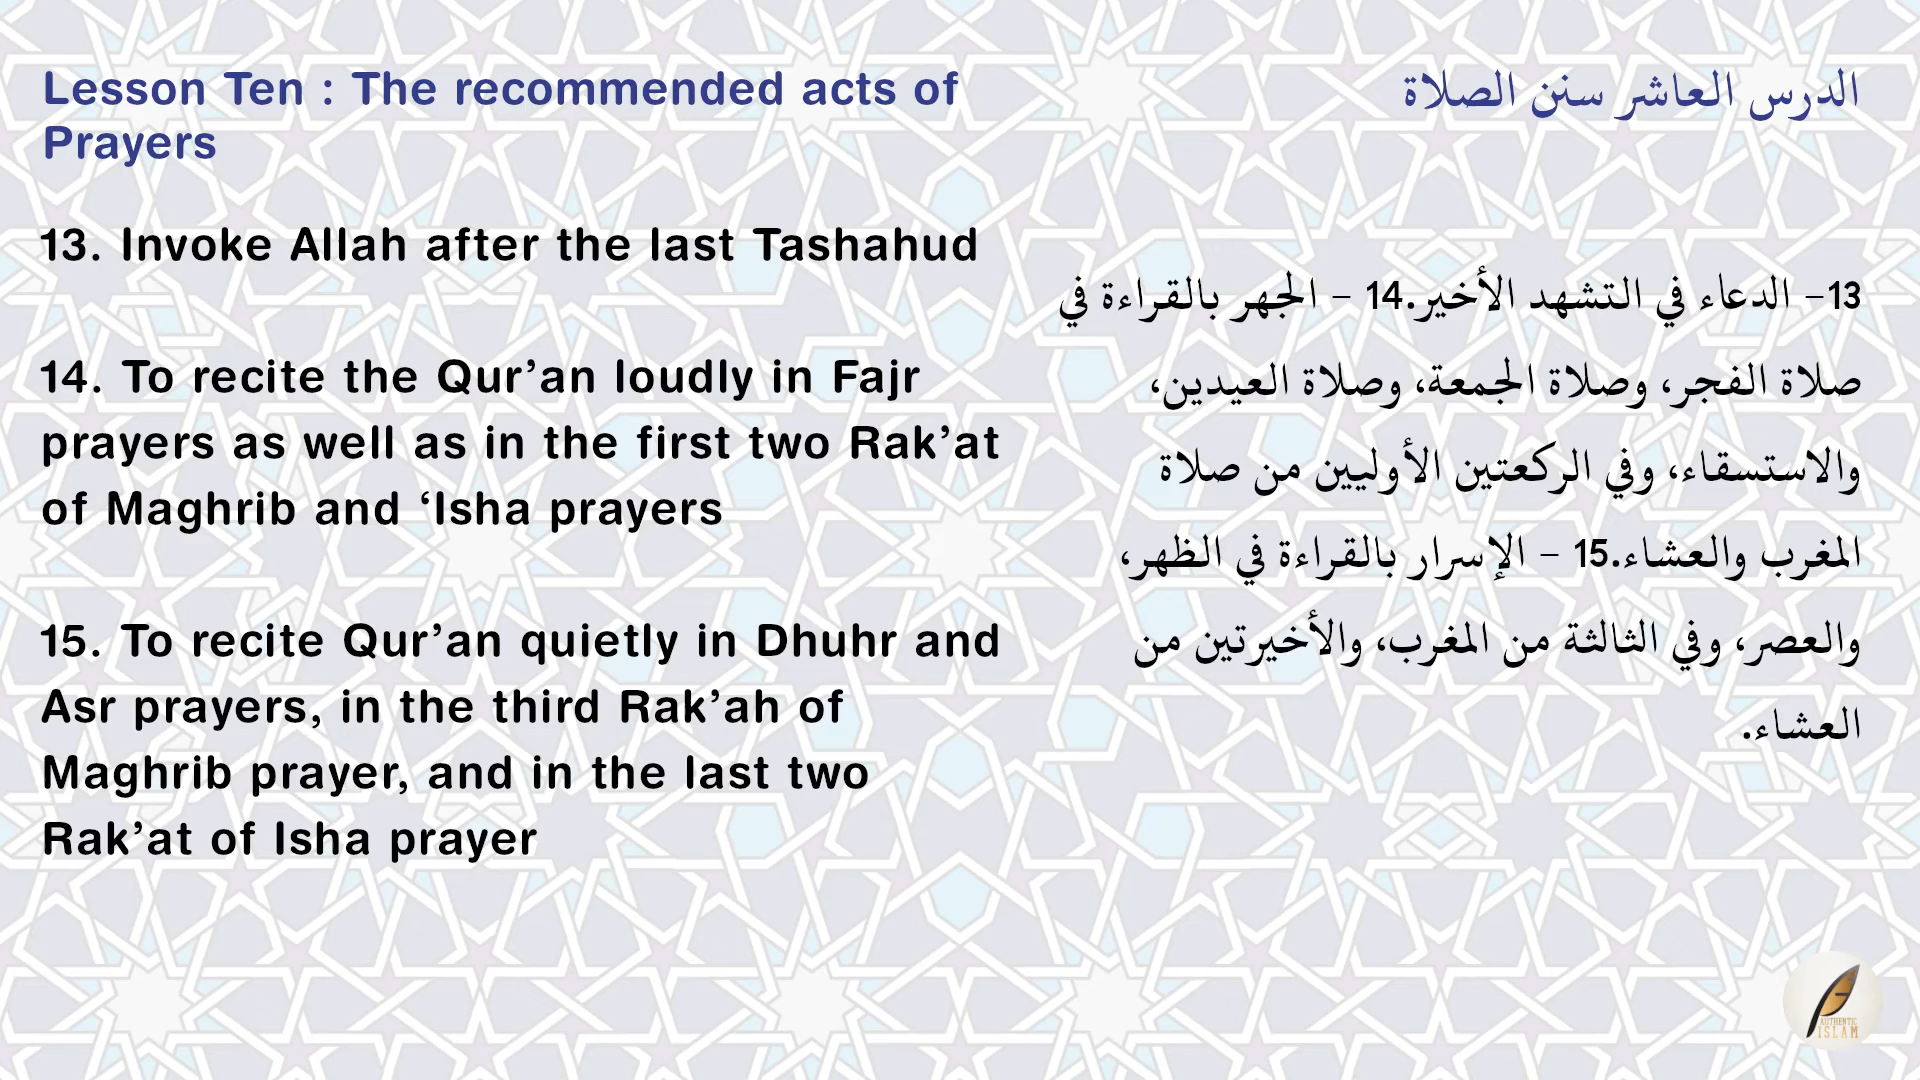 Lesson Ten : The recommended acts of
Prayers
13. Invoke Allah after the last Tashahud
14. To recite the Qur’an loudly in Fajr
prayers as well as in the first two Rak’at
of Maghrib and ‘Isha prayers
15. To recite Qur’an quietly in Dhuhr and
Asr prayers, in the third Rak’ah of
Maghrib prayer, and in the last two
Rak’at of Isha prayer
الدرس العاشر سنن الصلاة
13- الدعاء في التشهد الأخير.14 - الجهر بالقراءة في
صلاة الفجر، وصلاة الجمعة، وصلاة العيدين،
والاستسقاء، وفي الركعتين الأوليين من صلاة
المغرب والعشاء.15 - الإسرار بالقراءة في الظهر،
والعصر، وفي الثالثة من المغرب، والأخيرتين من
العشاء.
AUTHENTIC
ISLAM